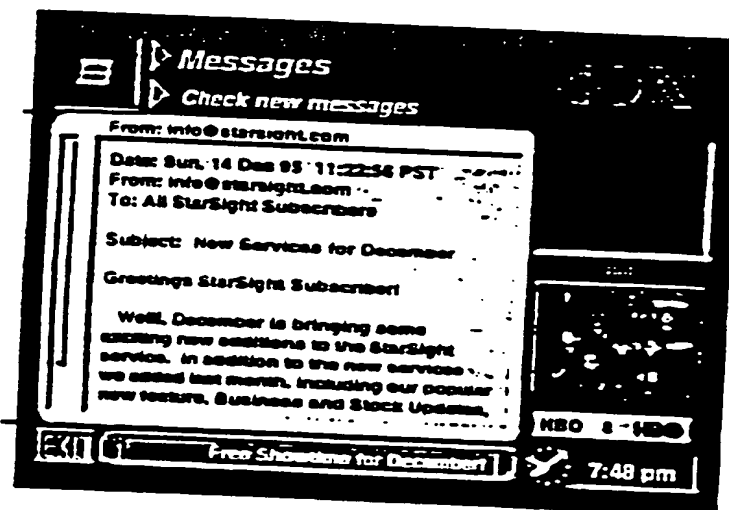 Messages
Check new messages
From: info@starsight.com
Date: Sun, 14 Dec 95 11:22:56 PST
From: info@starsight.com
To: All StarSight Subscribers
Subject: New Services for December
Greetings StarSight Subscriber!
Well, December is bringing some
exciting new additions to the StarSight
service. In addition to the new services
we added last month, including our popular
new feature, Business and Stock Updates,
HBO 8 HBO
EXIT Free Showtime for December! 7:48 pm